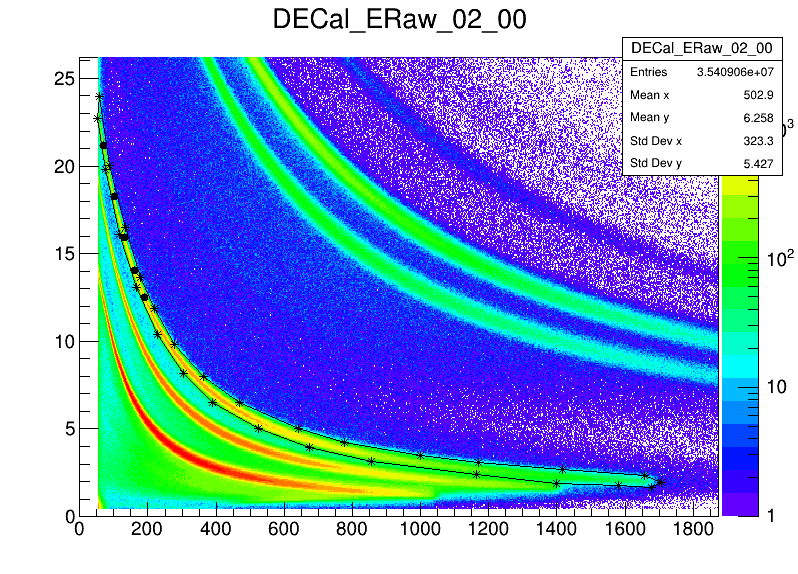 DECal_ERaw_02_00
DECal_ERaw_02_00
Entries 3.540906e+07
Mean x 502.9
Mean y 6.258
Std Dev x 323.3
Std Dev y 5.427
25
20
15
10
5
0
0 200 400 600 800 1000 1200 1400 1600 1800
10²
10
1